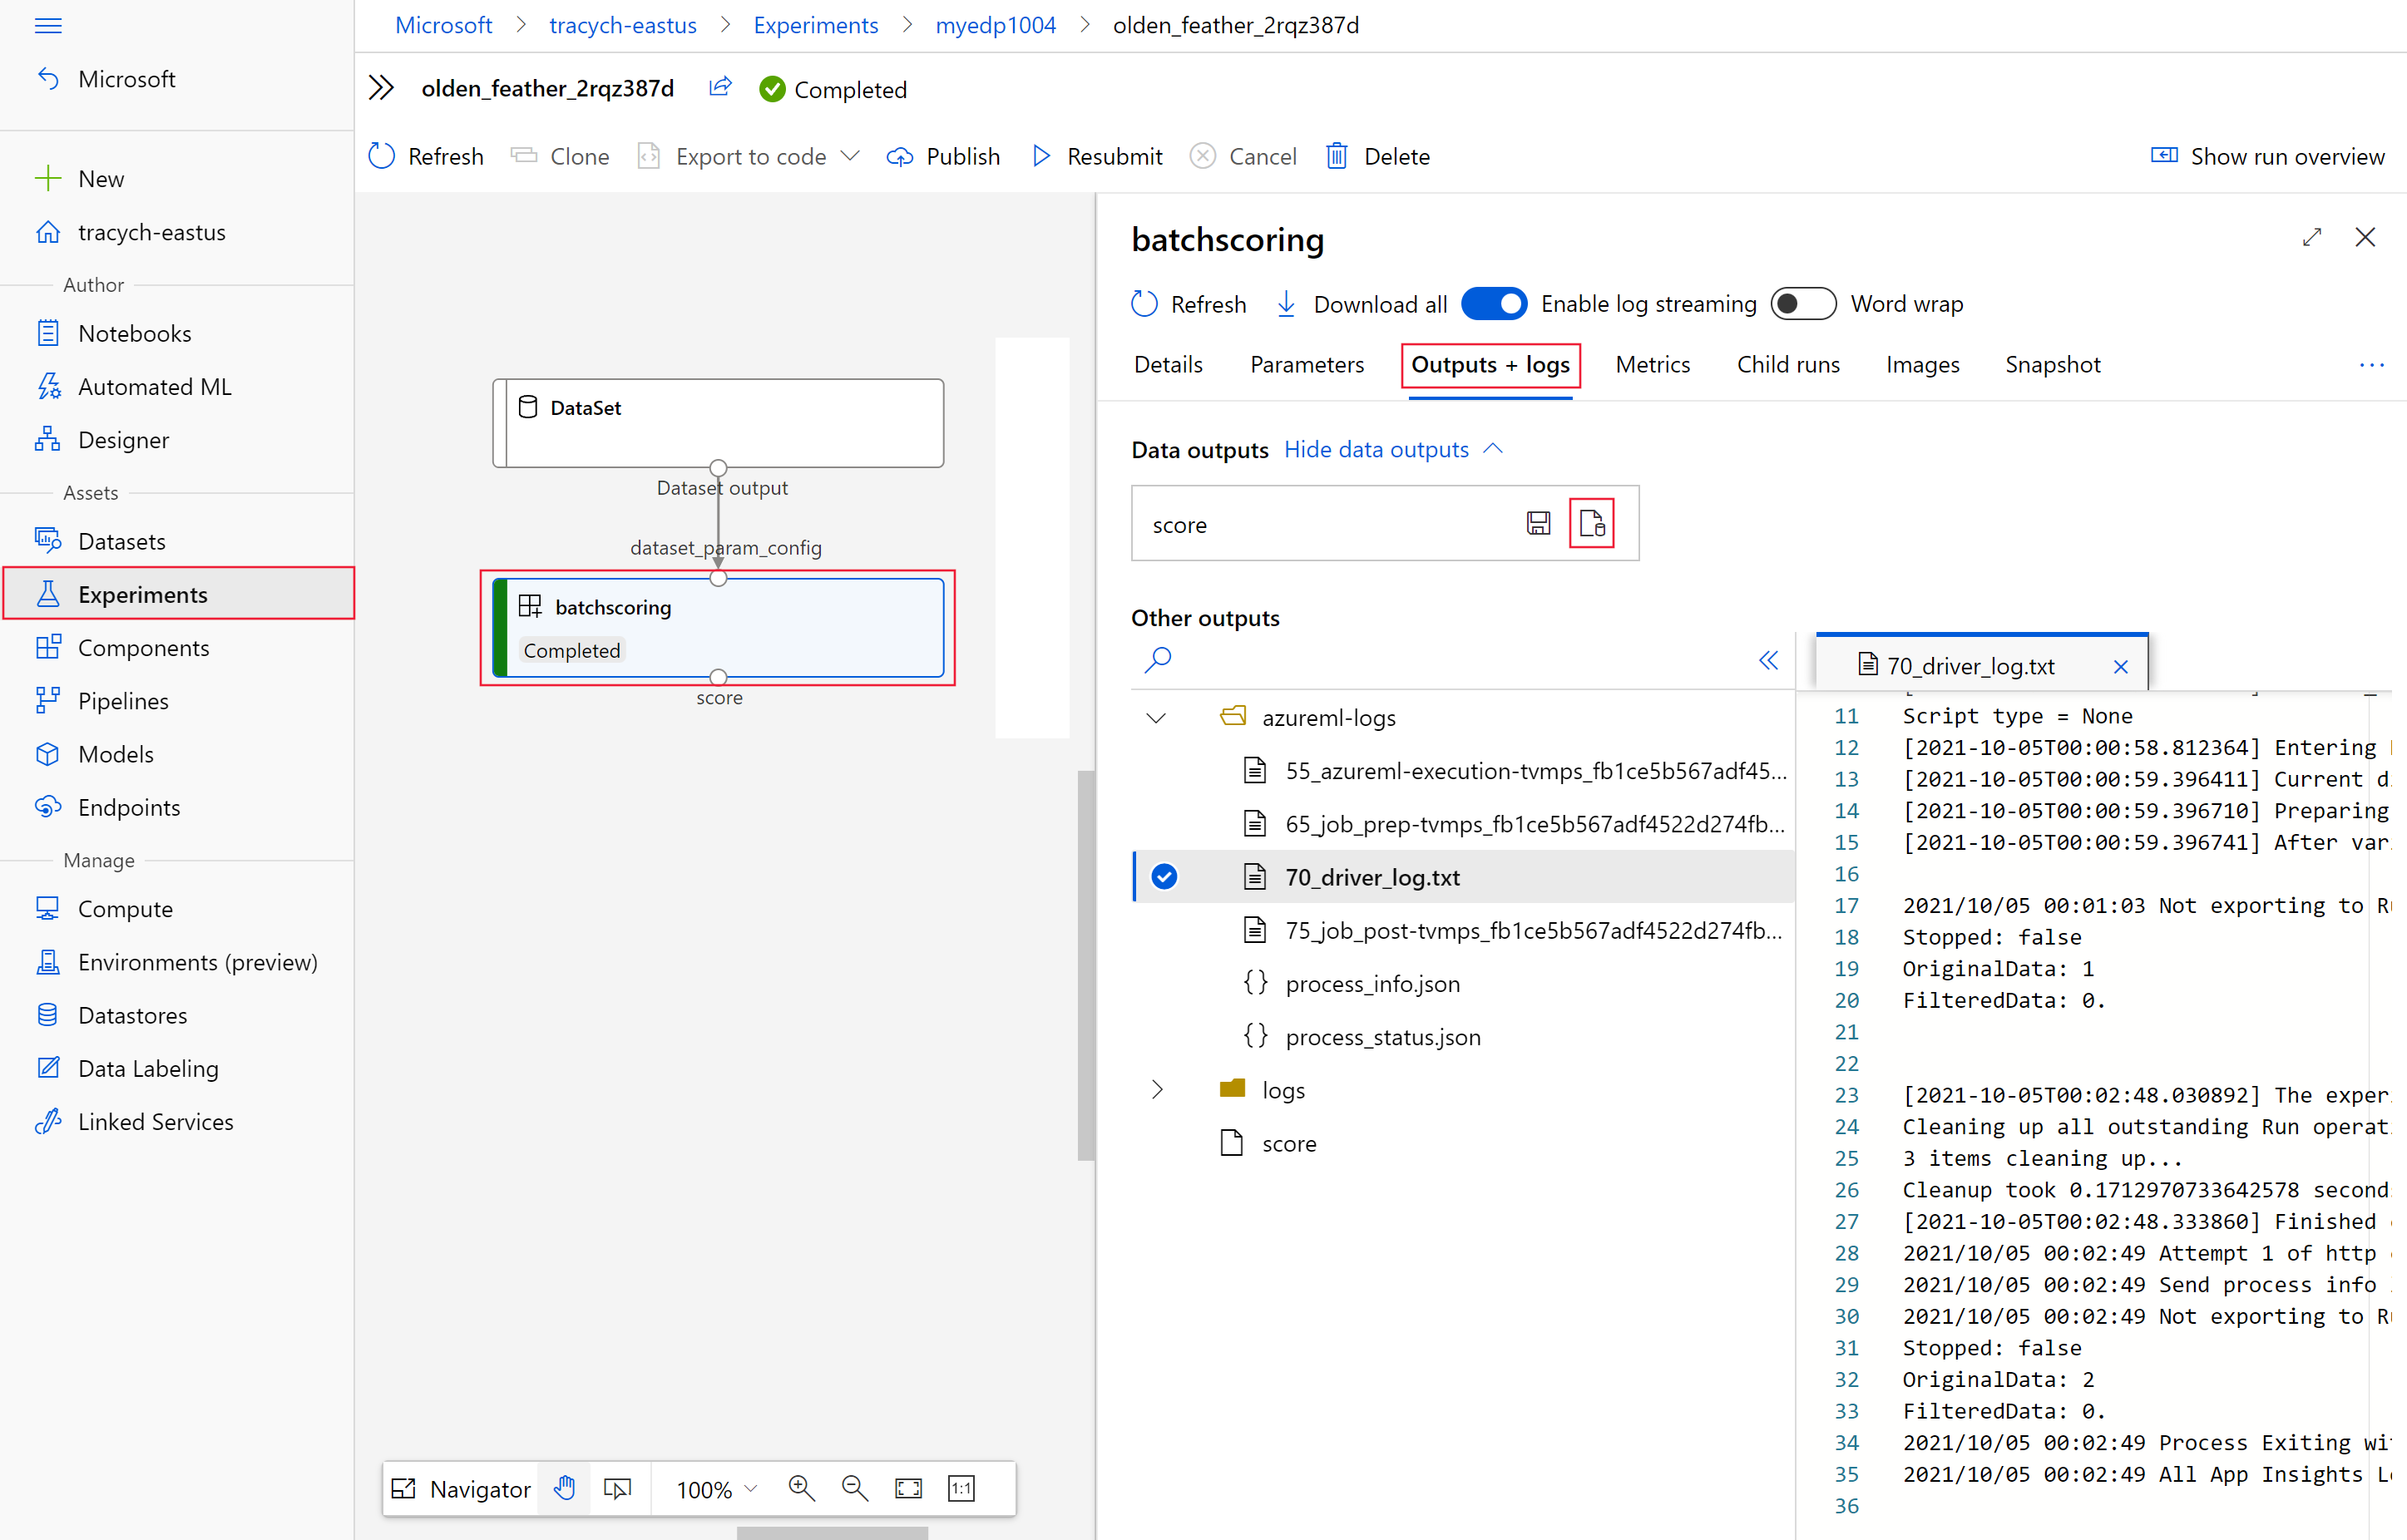 Microsoft > tracych-eastus > Experiments > myedp1004 > olden_feather_2rqz387d
Microsoft
New
tracych-eastus
Author
Notebooks
Automated ML
Designer
Assets
Datasets
Experiments
Components
Pipelines
Models
Endpoints
Manage
Compute
Environments (preview)
Datastores
Data Labeling
Linked Services
olden_feather_2rqz387d Completed
Refresh Clone Export to code Publish Resubmit Cancel Delete Show run overview
DataSet
Dataset output
dataset_param_config
batchscoring
Completed
score
Navigator 100% 1:1
batchscoring
Refresh Download all Enable log streaming Word wrap
Details Parameters Outputs + logs Metrics Child runs Images Snapshot ...
Data outputs Hide data outputs
score
Other outputs
azureml-logs
55_azureml-execution-tvmps_fb1ce5b567adf45...
65_job_prep-tvmps_fb1ce5b567adf4522d274fb...
70_driver_log.txt
75_job_post-tvmps_fb1ce5b567adf4522d274fb...
{} process_info.json
{} process_status.json
logs
score
70_driver_log.txt
11 Script type = None
12 [2021-10-05T00:00:58.812364] Entering
13 [2021-10-05T00:00:59.396411] Current d
14 [2021-10-05T00:00:59.396710] Preparing
15 [2021-10-05T00:00:59.396741] After var
16
17 2021/10/05 00:01:03 Not exporting to R
18 Stopped: false
19 OriginalData: 1
20 FilteredData: 0.
21
22
23 [2021-10-05T00:02:48.030892] The exper
24 Cleaning up all outstanding Run operat
25 3 items cleaning up...
26 Cleanup took 0.1712970733642578 second
27 [2021-10-05T00:02:48.333860] Finished
28 2021/10/05 00:02:49 Attempt 1 of http
29 2021/10/05 00:02:49 Send process info
30 2021/10/05 00:02:49 Not exporting to R
31 Stopped: false
32 OriginalData: 2
33 FilteredData: 0.
34 2021/10/05 00:02:49 Process Exiting wi
35 2021/10/05 00:02:49 All App Insights L
36